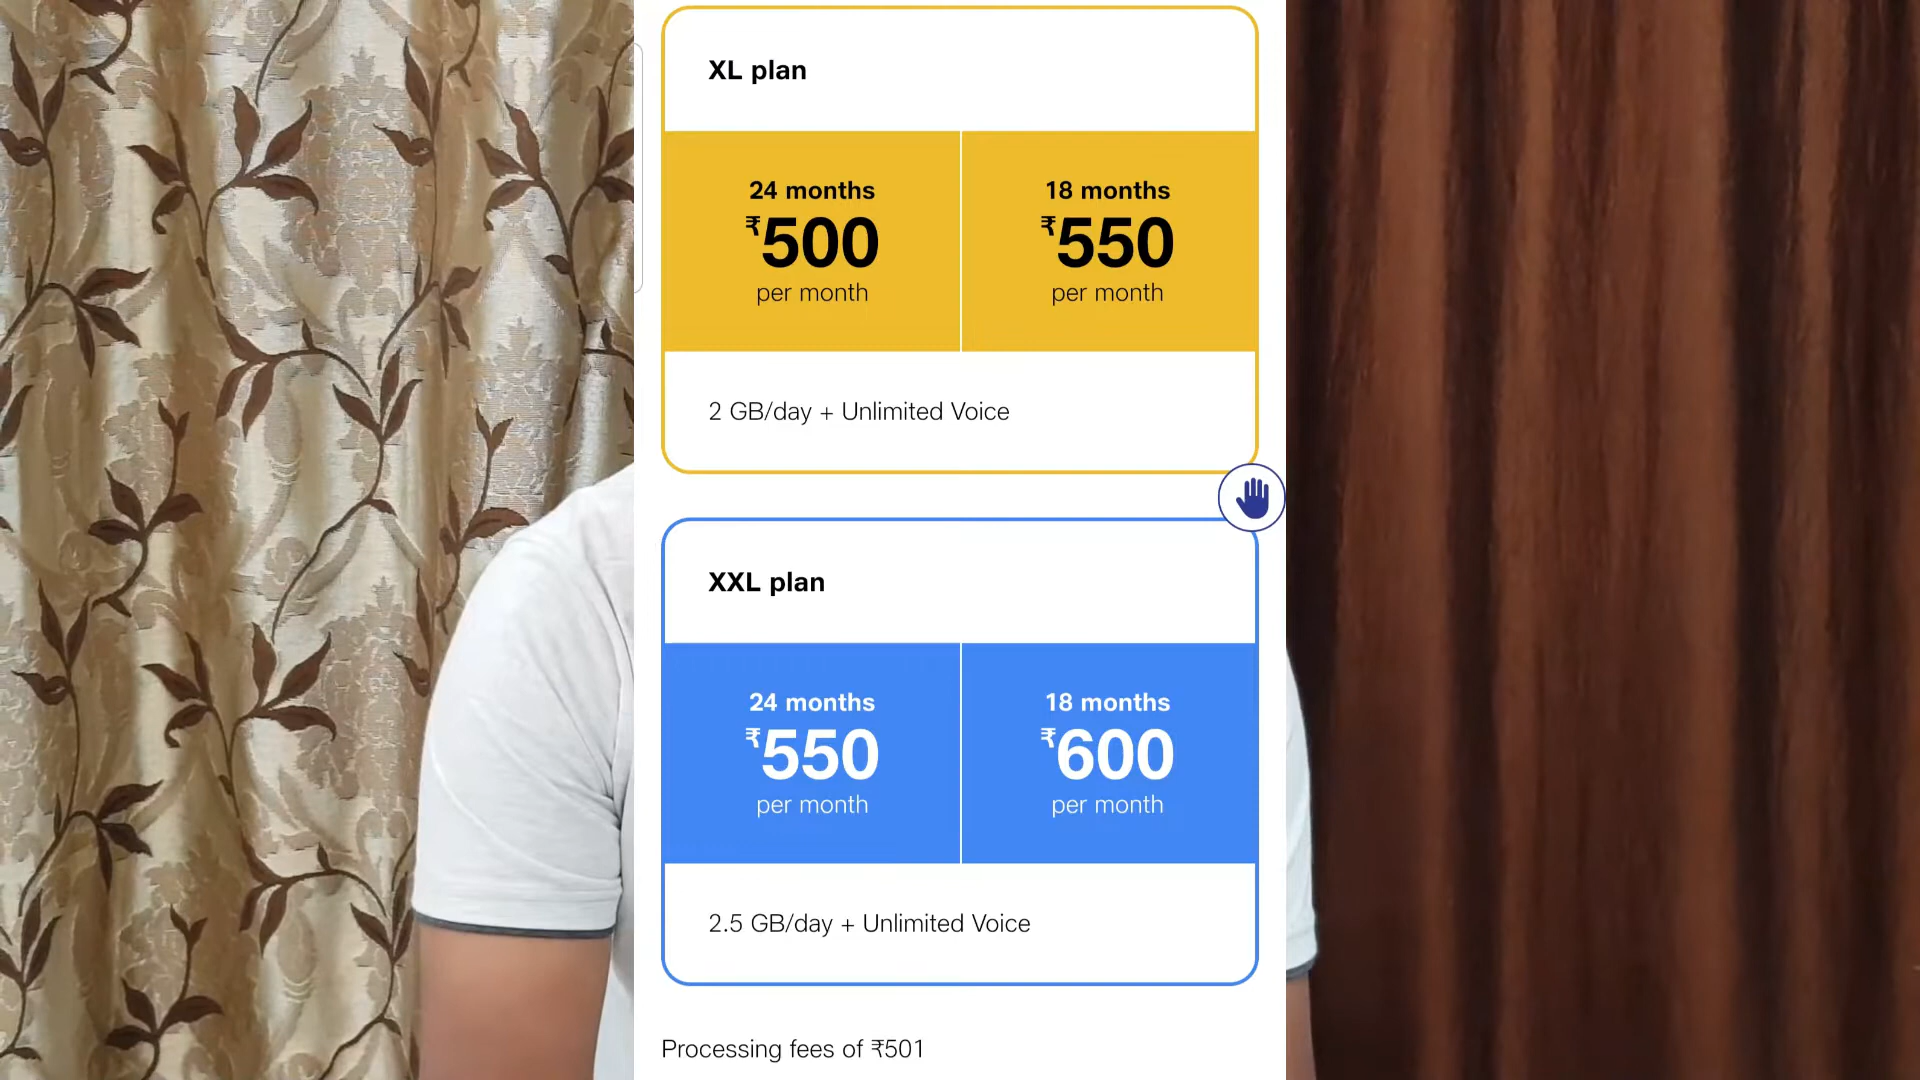 XL plan
24 months
₹500
per month
18 months
₹550
per month
2 GB/day + Unlimited Voice
XXL plan
24 months
₹550
per month
18 months
₹600
per month
2.5 GB/day + Unlimited Voice
Processing fees of ₹501